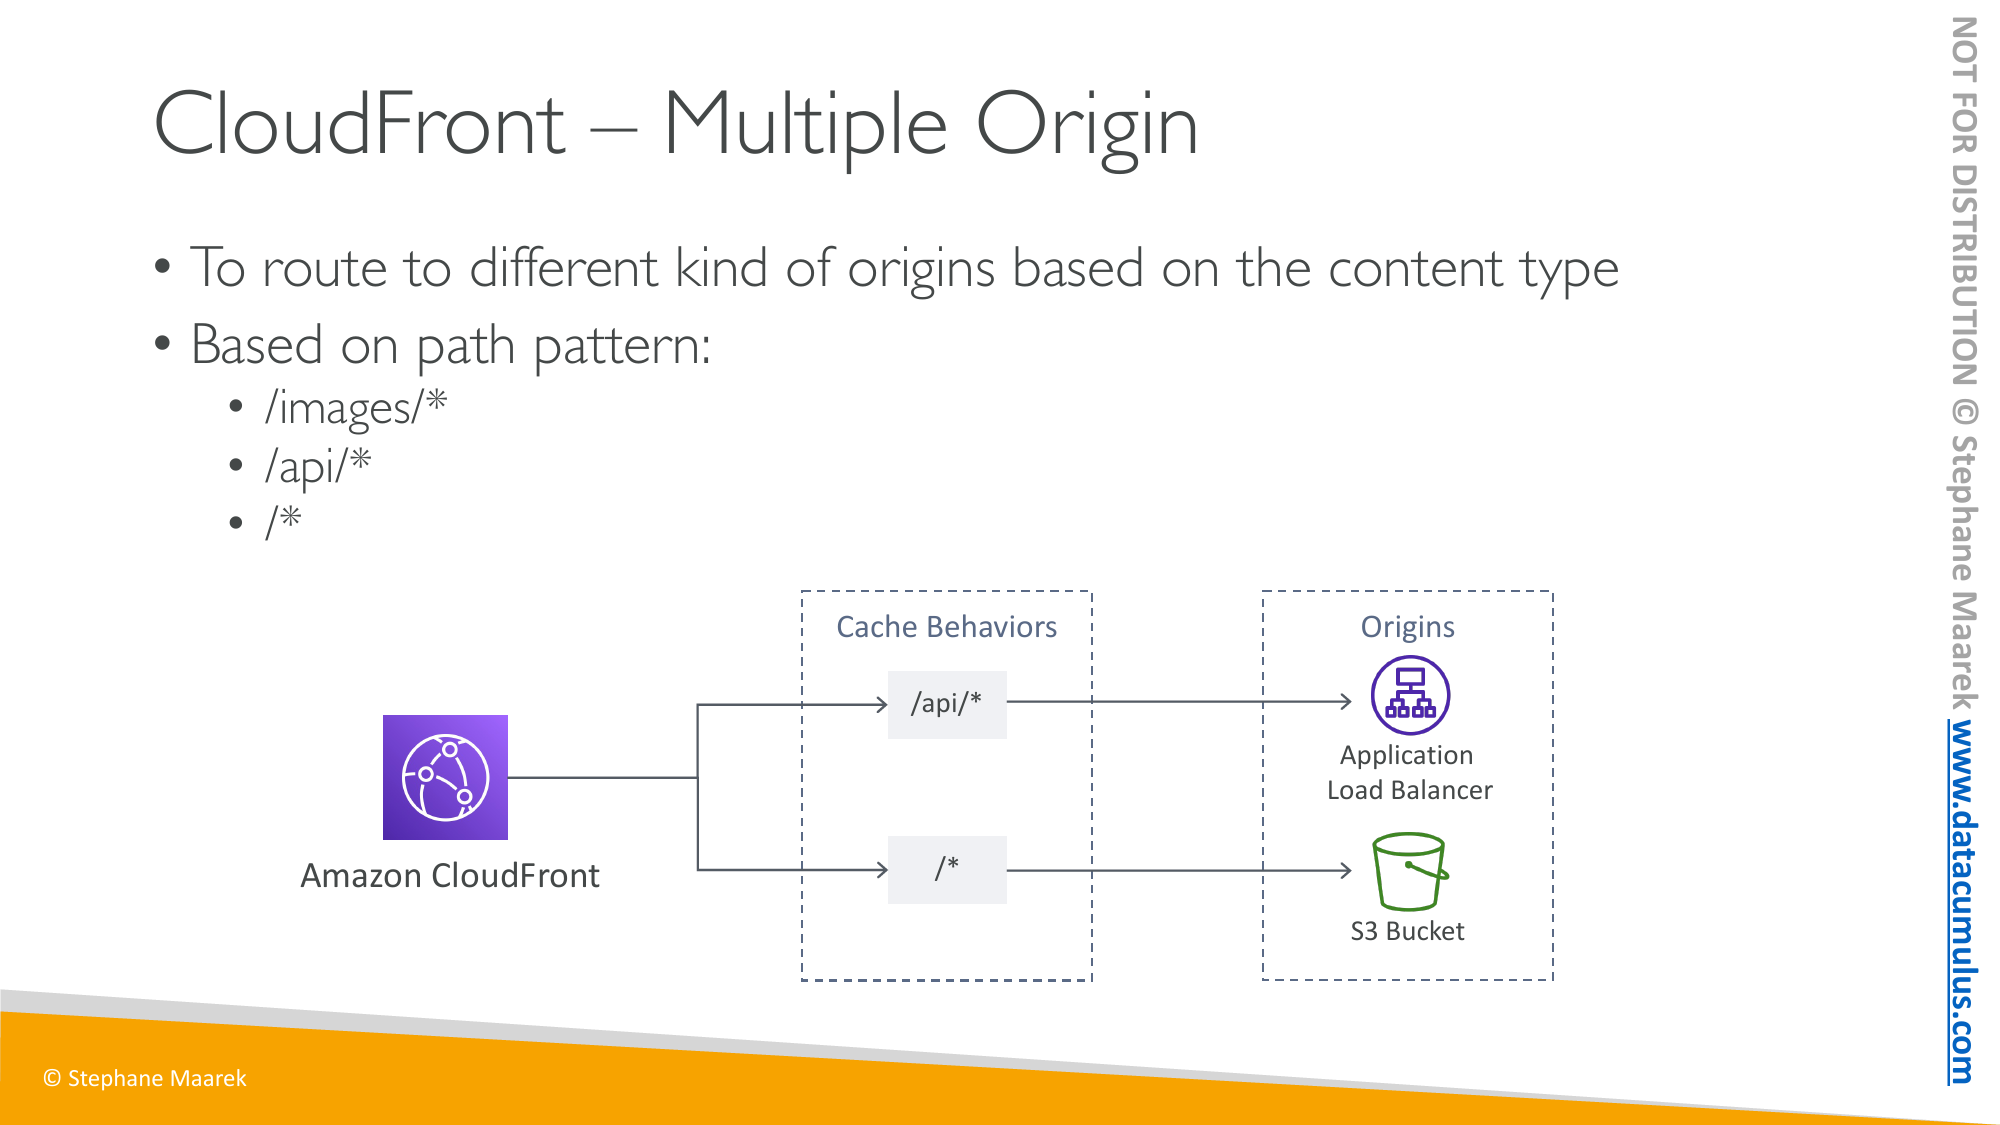 CloudFront – Multiple Origin
• To route to different kind of origins based on the content type
• Based on path pattern:
• /images/*
• /api/*
• /*
Cache Behaviors
Origins
/api/*
Application
Load Balancer
Amazon CloudFront
/*
S3 Bucket
© Stephane Maarek
NOT FOR DISTRIBUTION © Stephane Maarek www.datacumulus.com